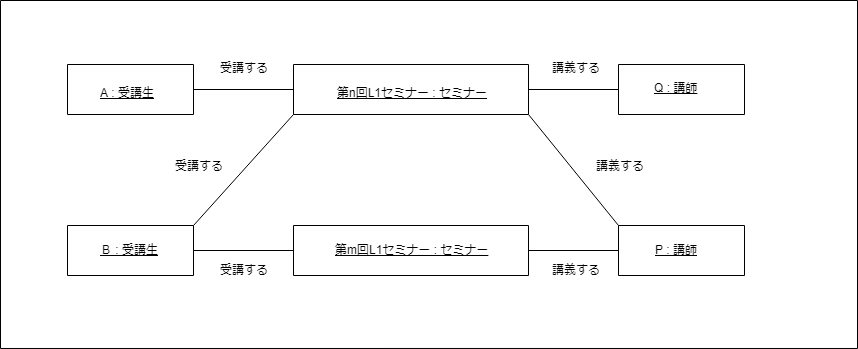 受講する
講義する
A : 受講生
第n回L1セミナー : セミナー
Q : 講師
受講する
講義する
B : 受講生
第m回L1セミナー : セミナー
P : 講師
受講する
講義する